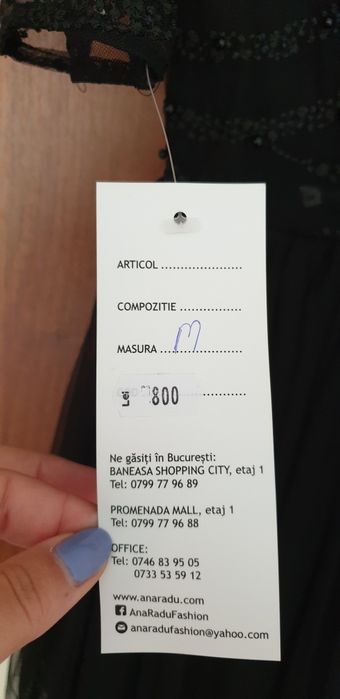 ARTICOL .....................
COMPOZITIE ................
MASURA ..... M ................
Lei 800 ...........
Ne găsiți în București:
BANEASA SHOPPING CITY, etaj 1
Tel: 0799 77 96 89
PROMENADA MALL, etaj 1
Tel: 0799 77 96 88
OFFICE:
Tel: 0746 83 95 05
0733 53 59 12
www.anaradu.com
AnaRaduFashion
anaradufashion@yahoo.com